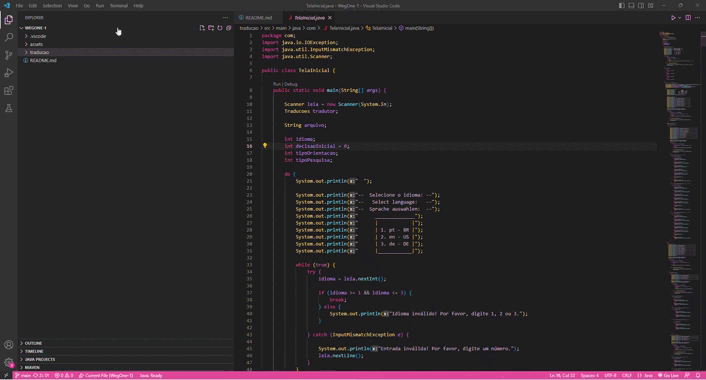 File Edit Selection View Go Run Terminal Help
TelaInicial.java - WegOne-1 - Visual Studio Code
EXPLORER
README.md
TelaInicial.java
WEGONE-1
traducao > src > main > java > com > TelaInicial.java > TelaInicial > main(String[])
.vscode
assets
traducao
README.md
1 package com;
2 import java.io.IOException;
3 import java.util.InputMismatchException;
4 import java.util.Scanner;
5
6 public class TelaInicial {
7
Run | Debug
8 public static void main(String[] args) {
9
10 Scanner leia = new Scanner(System.in);
11 Traducoes tradutor;
12
13 String arquivo;
14
15 int idioma;
16 int decisaoInicial = 0;
17 int tipoOrientacao;
18 int tipoPesquisa;
19
20 do {
21 System.out.println(x:"  ");
22
23 System.out.println(x:"-- Selecione o idioma: --");
24 System.out.println(x:"-- Select language: --");
25 System.out.println(x:"-- Sprache auswahlen: --");
26 System.out.println(x:" _____________");
27 System.out.println(x:" | |");
28 System.out.println(x:" | 1. pt - BR |");
29 System.out.println(x:" | 2. en - US |");
30 System.out.println(x:" | 3. de - DE |");
31 System.out.println(x:" |____________|");
32
33 while (true) {
34 try {
35 idioma = leia.nextInt();
36
37 if (idioma >= 1 && idioma <= 3) {
38 break;
39 } else {
40 System.out.println(x:"Idioma inválido! Por favor, digite 1, 2 ou 3.");
41 }
42
43 } catch (InputMismatchException e) {
44
45 System.out.println(x:"Entrada inválida! Por favor, digite um número.");
46 leia.nextLine();
47 }
48 }
OUTLINE
TIMELINE
JAVA PROJECTS
MAVEN
main
Current File (WegOne-1)
Java: Ready
Ln 16, Col 32
Spaces: 4
UTF-8
CRLF
{} Java
Go Live